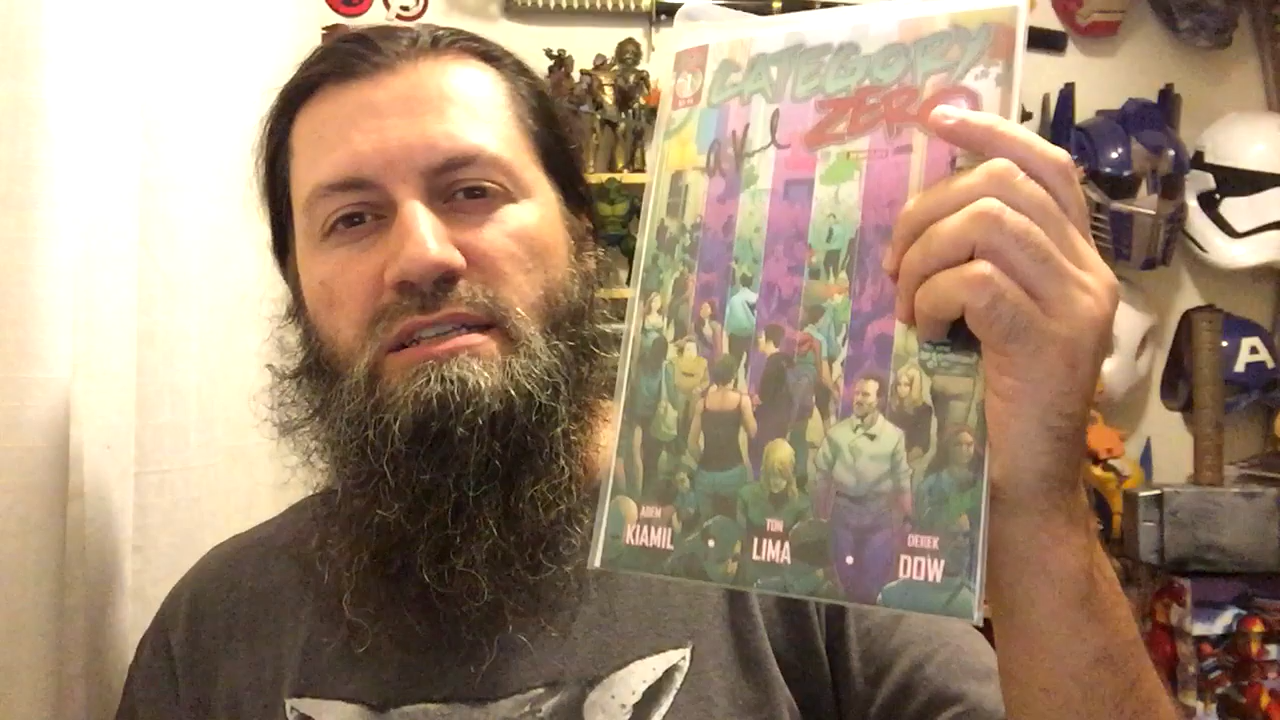 CATEGORY
ZERO
ADEM
KIAMIL
TON
LIMA
DEREK
DOW
A